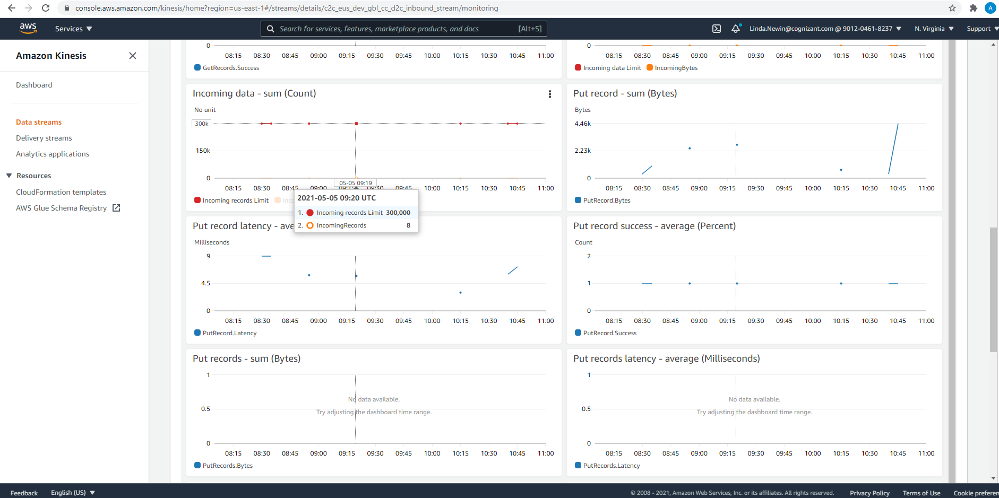 console.aws.amazon.com/kinesis/home?region=us-east-1#/streams/details/c2c_eus_dev_gbl_cc_d2c_inbound_stream/monitoring
A
aws
Services
Search for services, features, marketplace products, and docs [Alt+S]
Linda.Newin@cognizant.com @ 9012-0461-8237
N. Virginia
Support
Amazon Kinesis
Dashboard
Data streams
Delivery streams
Analytics applications
Resources
CloudFormation templates
AWS Glue Schema Registry
0
08:15 08:30 08:45 09:00 09:15 09:30 09:45 10:00 10:15 10:30 10:45 11:00
GetRecords.Success
0
08:15 08:30 08:45 09:00 09:15 09:30 09:45 10:00 10:15 10:30 10:45 11:00
Incoming data Limit IncomingBytes
Incoming data - sum (Count)
No unit
300k
150k
0
05-05 09:19
08:15 08:30 08:45 09:00 09:15 09:30 09:45 10:00 10:15 10:30 10:45 11:00
Incoming records Limit Inc
2021-05-05 09:20 UTC
1. Incoming records Limit 300,000
2. IncomingRecords 8
Put record - sum (Bytes)
Bytes
4.46k
2.23k
0
08:15 08:30 08:45 09:00 09:15 09:30 09:45 10:00 10:15 10:30 10:45 11:00
PutRecord.Bytes
Put record latency - ave
Milliseconds
9
4.5
0
08:15 08:30 08:45 09:00 09:15 09:30 09:45 10:00 10:15 10:30 10:45 11:00
PutRecord.Latency
Put record success - average (Percent)
Count
2
1
0
08:15 08:30 08:45 09:00 09:15 09:30 09:45 10:00 10:15 10:30 10:45 11:00
PutRecord.Success
Put records - sum (Bytes)
1
0.5
0
No data available.
Try adjusting the dashboard time range.
08:15 08:30 08:45 09:00 09:15 09:30 09:45 10:00 10:15 10:30 10:45 11:00
PutRecords.Bytes
Put records latency - average (Milliseconds)
1
0.5
0
No data available.
Try adjusting the dashboard time range.
08:15 08:30 08:45 09:00 09:15 09:30 09:45 10:00 10:15 10:30 10:45 11:00
PutRecords.Latency
Feedback English (US) © 2008 - 2021, Amazon Web Services, Inc. or its affiliates. All rights reserved. Privacy Policy Terms of Use Cookie preferen